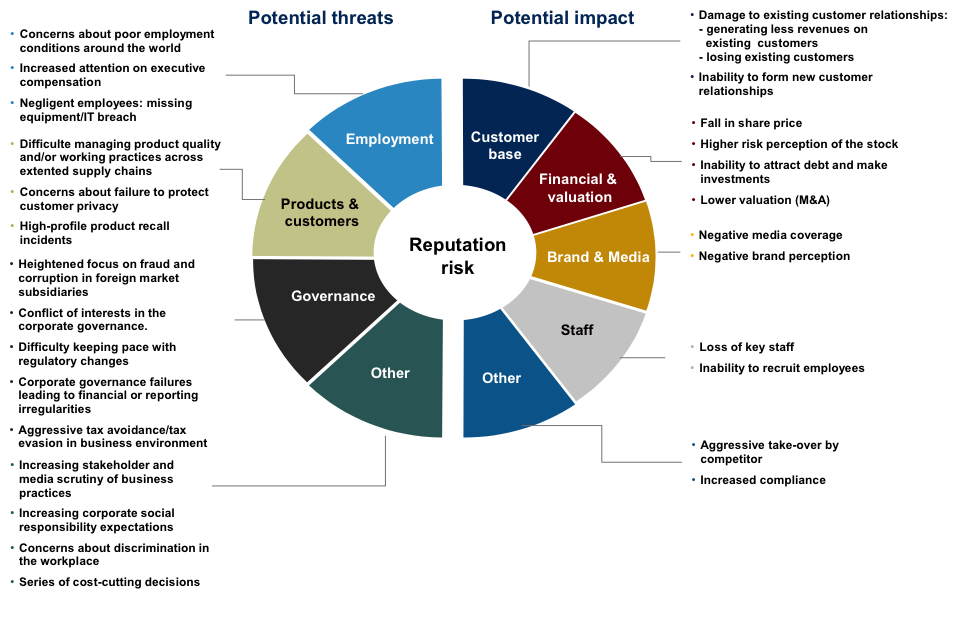 Potential threats
Potential impact
• Concerns about poor employment
conditions around the world
• Increased attention on executive
compensation
• Negligent employees: missing
equipment/IT breach
• Difficulte managing product quality
and/or working practices across
extented supply chains
• Concerns about failure to protect
customer privacy
• High-profile product recall
incidents
• Heightened focus on fraud and
corruption in foreign market
subsidiaries
• Conflict of interests in the
corporate governance.
• Difficulty keeping pace with
regulatory changes
• Corporate governance failures
leading to financial or reporting
irregularities
• Aggressive tax avoidance/tax
evasion in business environment
• Increasing stakeholder and
media scrutiny of business
practices
• Increasing corporate social
responsibility expectations
• Concerns about discrimination in
the workplace
• Series of cost-cutting decisions
Employment
Products &
customers
Governance
Other
Reputation
risk
Customer
base
Financial &
valuation
Brand & Media
Staff
Other
• Damage to existing customer relationships:
- generating less revenues on
existing customers
- losing existing customers
• Inability to form new customer
relationships
• Fall in share price
• Higher risk perception of the stock
• Inability to attract debt and make
investments
• Lower valuation (M&A)
• Negative media coverage
• Negative brand perception
• Loss of key staff
• Inability to recruit employees
• Aggressive take-over by
competitor
• Increased compliance